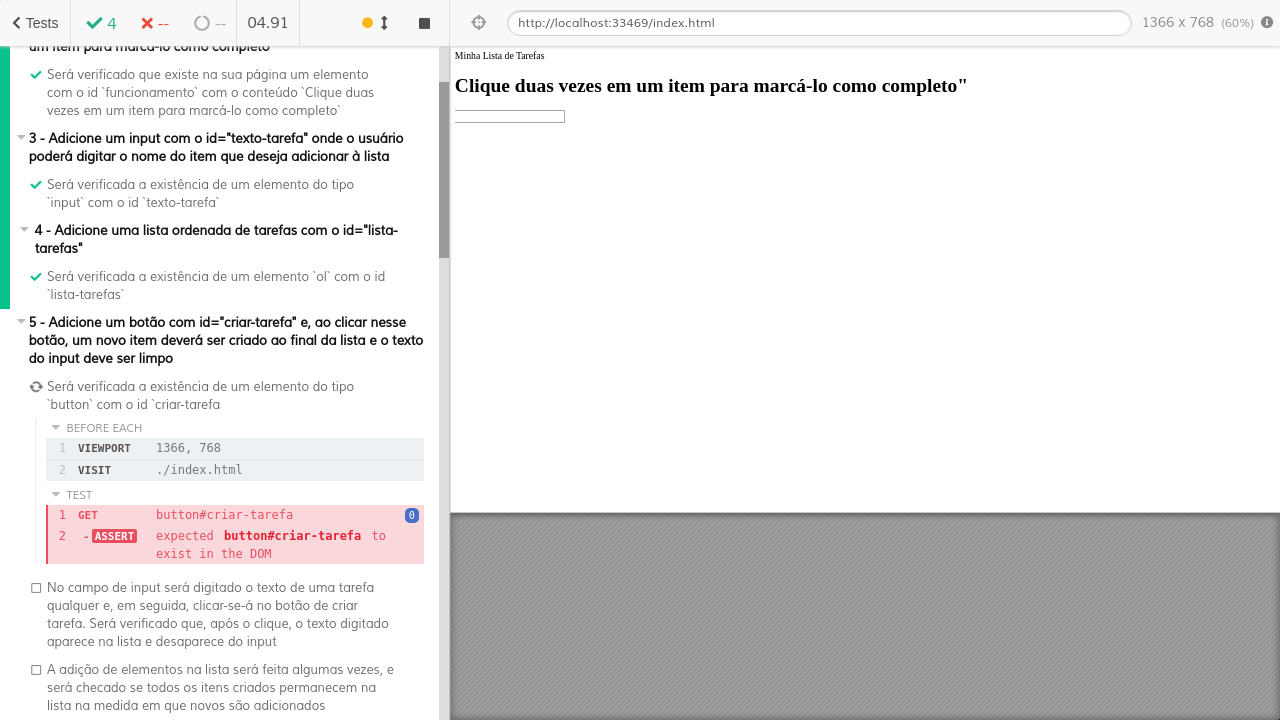 Tests
4
--
--
04.91
http://localhost:33469/index.html
1366 x 768 (60%)
um item para marcá-lo como completo
Será verificado que existe na sua página um elemento
com o id `funcionamento` com o conteúdo `Clique duas
vezes em um item para marcá-lo como completo`
3 - Adicione um input com o id="texto-tarefa" onde o usuário
poderá digitar o nome do item que deseja adicionar à lista
Será verificada a existência de um elemento do tipo
`input` com o id `texto-tarefa`
4 - Adicione uma lista ordenada de tarefas com o id="lista-
tarefas"
Será verificada a existência de um elemento `ol` com o id
`lista-tarefas`
5 - Adicione um botão com id="criar-tarefa" e, ao clicar nesse
botão, um novo item deverá ser criado ao final da lista e o texto
do input deve ser limpo
Será verificada a existência de um elemento do tipo
`button` com o id `criar-tarefa
BEFORE EACH
1 VIEWPORT 1366, 768
2 VISIT ./index.html
TEST
1 GET button#criar-tarefa 0
2 -ASSERT expected button#criar-tarefa to
exist in the DOM
No campo de input será digitado o texto de uma tarefa
qualquer e, em seguida, clicar-se-á no botão de criar
tarefa. Será verificado que, após o clique, o texto digitado
aparece na lista e desaparece do input
A adição de elementos na lista será feita algumas vezes, e
será checado se todos os itens criados permanecem na
lista na medida em que novos são adicionados
Minha Lista de Tarefas
Clique duas vezes em um item para marcá-lo como completo"